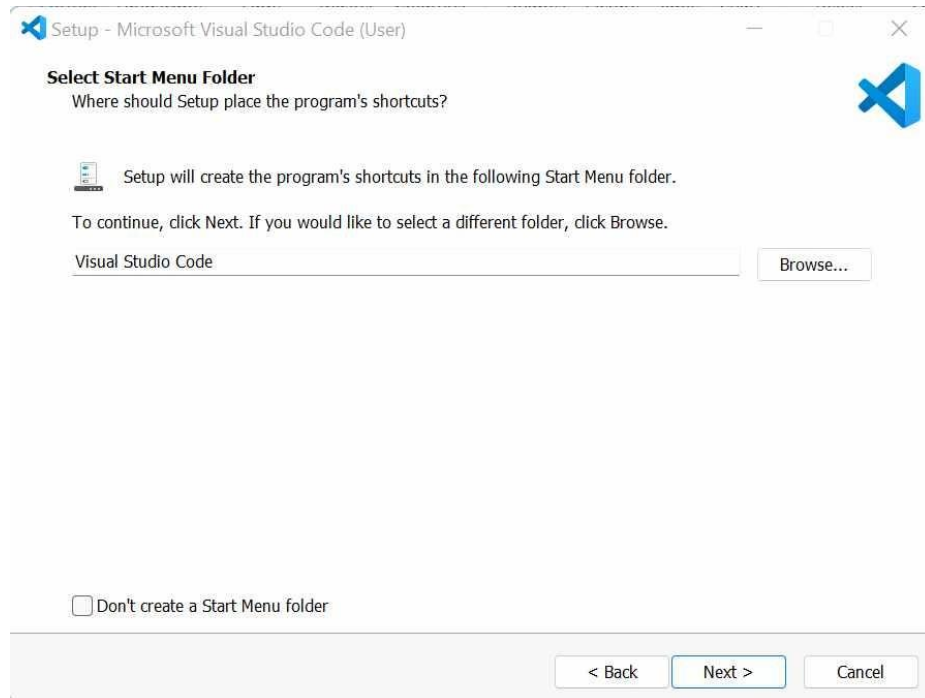 Setup - Microsoft Visual Studio Code (User)
Select Start Menu Folder
Where should Setup place the program's shortcuts?
Setup will create the program's shortcuts in the following Start Menu folder.
To continue, click Next. If you would like to select a different folder, click Browse.
Visual Studio Code
Browse...
Don't create a Start Menu folder
< Back
Next >
Cancel